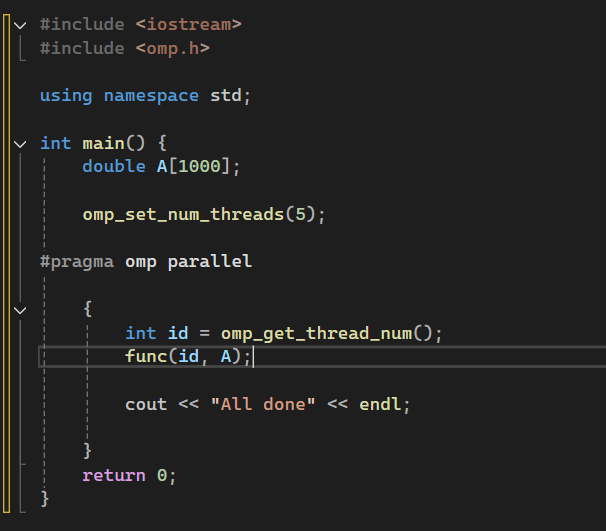 #include <iostream>
#include <omp.h>
using namespace std;
int main() {
double A[1000];
omp_set_num_threads(5);
#pragma omp parallel
{
int id = omp_get_thread_num();
func(id, A);
cout << "All done" << endl;
}
return 0;
}